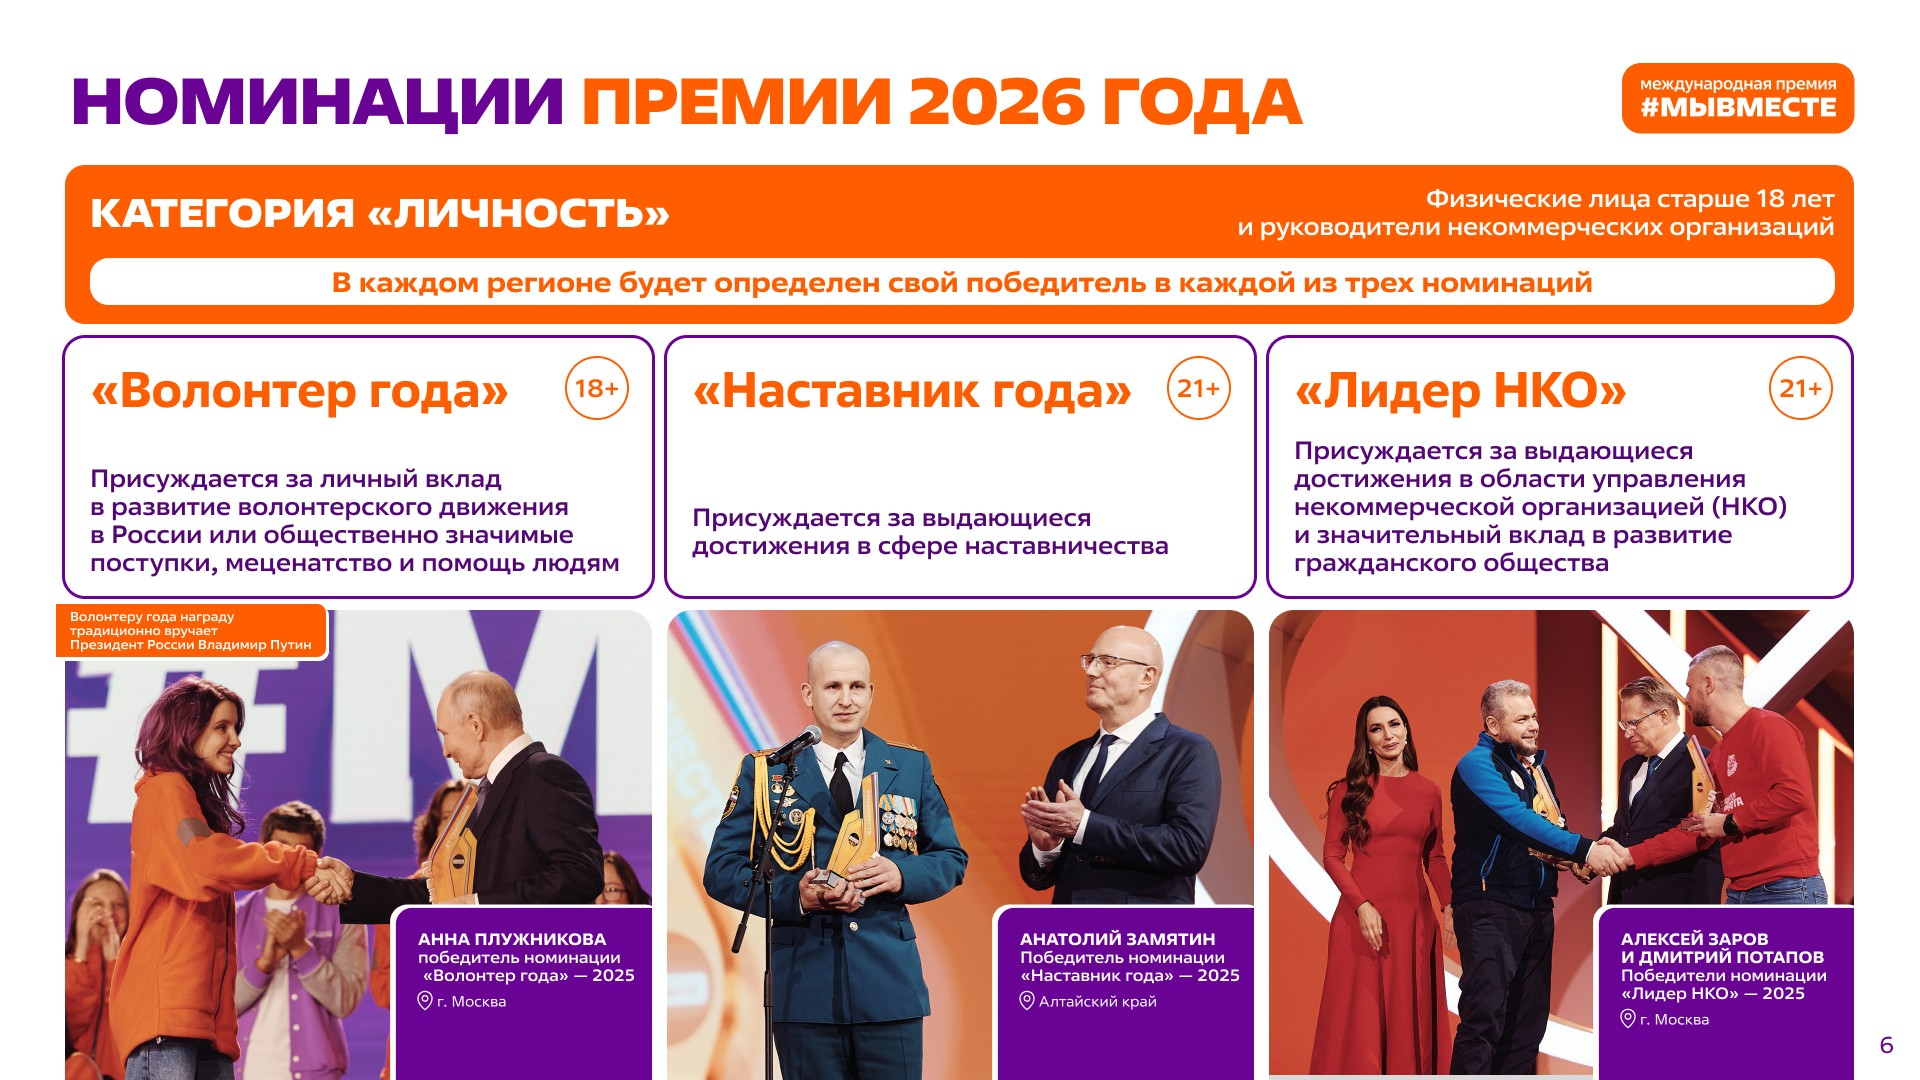 НОМИНАЦИИ ПРЕМИИ 2026 ГОДА
международная премия
#МЫВМЕСТЕ
КАТЕГОРИЯ «ЛИЧНОСТЬ»
Физические лица старше 18 лет
и руководители некоммерческих организаций
В каждом регионе будет определен свой победитель в каждой из трех номинаций
«Волонтер года»
18+
Присуждается за личный вклад
в развитие волонтерского движения
в России или общественно значимые
поступки, меценатство и помощь людям
«Наставник года»
21+
Присуждается за выдающиеся
достижения в сфере наставничества
«Лидер НКО»
21+
Присуждается за выдающиеся
достижения в области управления
некоммерческой организацией (НКО)
и значительный вклад в развитие
гражданского общества
Волонтеру года награду
традиционно вручает
Президент России Владимир Путин
#М
АННА ПЛУЖНИКОВА
победитель номинации
«Волонтер года» — 2025
г. Москва
АНАТОЛИЙ ЗАМЯТИН
Победитель номинации
«Наставник года» — 2025
Алтайский край
АЛЕКСЕЙ ЗАРОВ
И ДМИТРИЙ ПОТАПОВ
Победители номинации
«Лидер НКО» — 2025
г. Москва
6